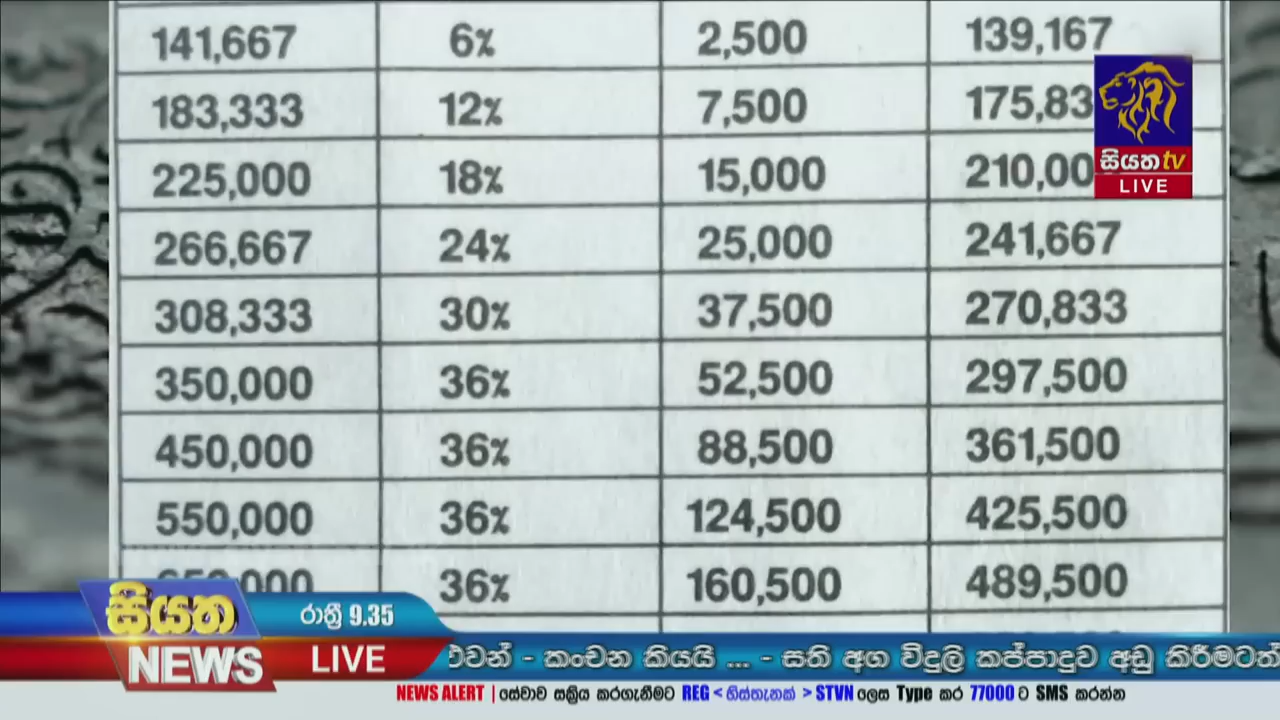 141,667 6% 2,500 139,167
183,333 12% 7,500 175,83
225,000 18% 15,000 210,00
266,667 24% 25,000 241,667
308,333 30% 37,500 270,833
350,000 36% 52,500 297,500
450,000 36% 88,500 361,500
550,000 36% 124,500 425,500
36% 160,500 489,500
සියත tv
LIVE
සියත
NEWS
රාත්‍රී 9.35
LIVE
- කංචන කියයි ... - සති අග විදුලි කප්පාදුව අඩු කිරීමටත්
NEWS ALERT | සේවාව සක්‍රිය කරගැනීමට REG < හිස්තැනක් > STVN ලෙස Type කර 77000 ට SMS කරන්න